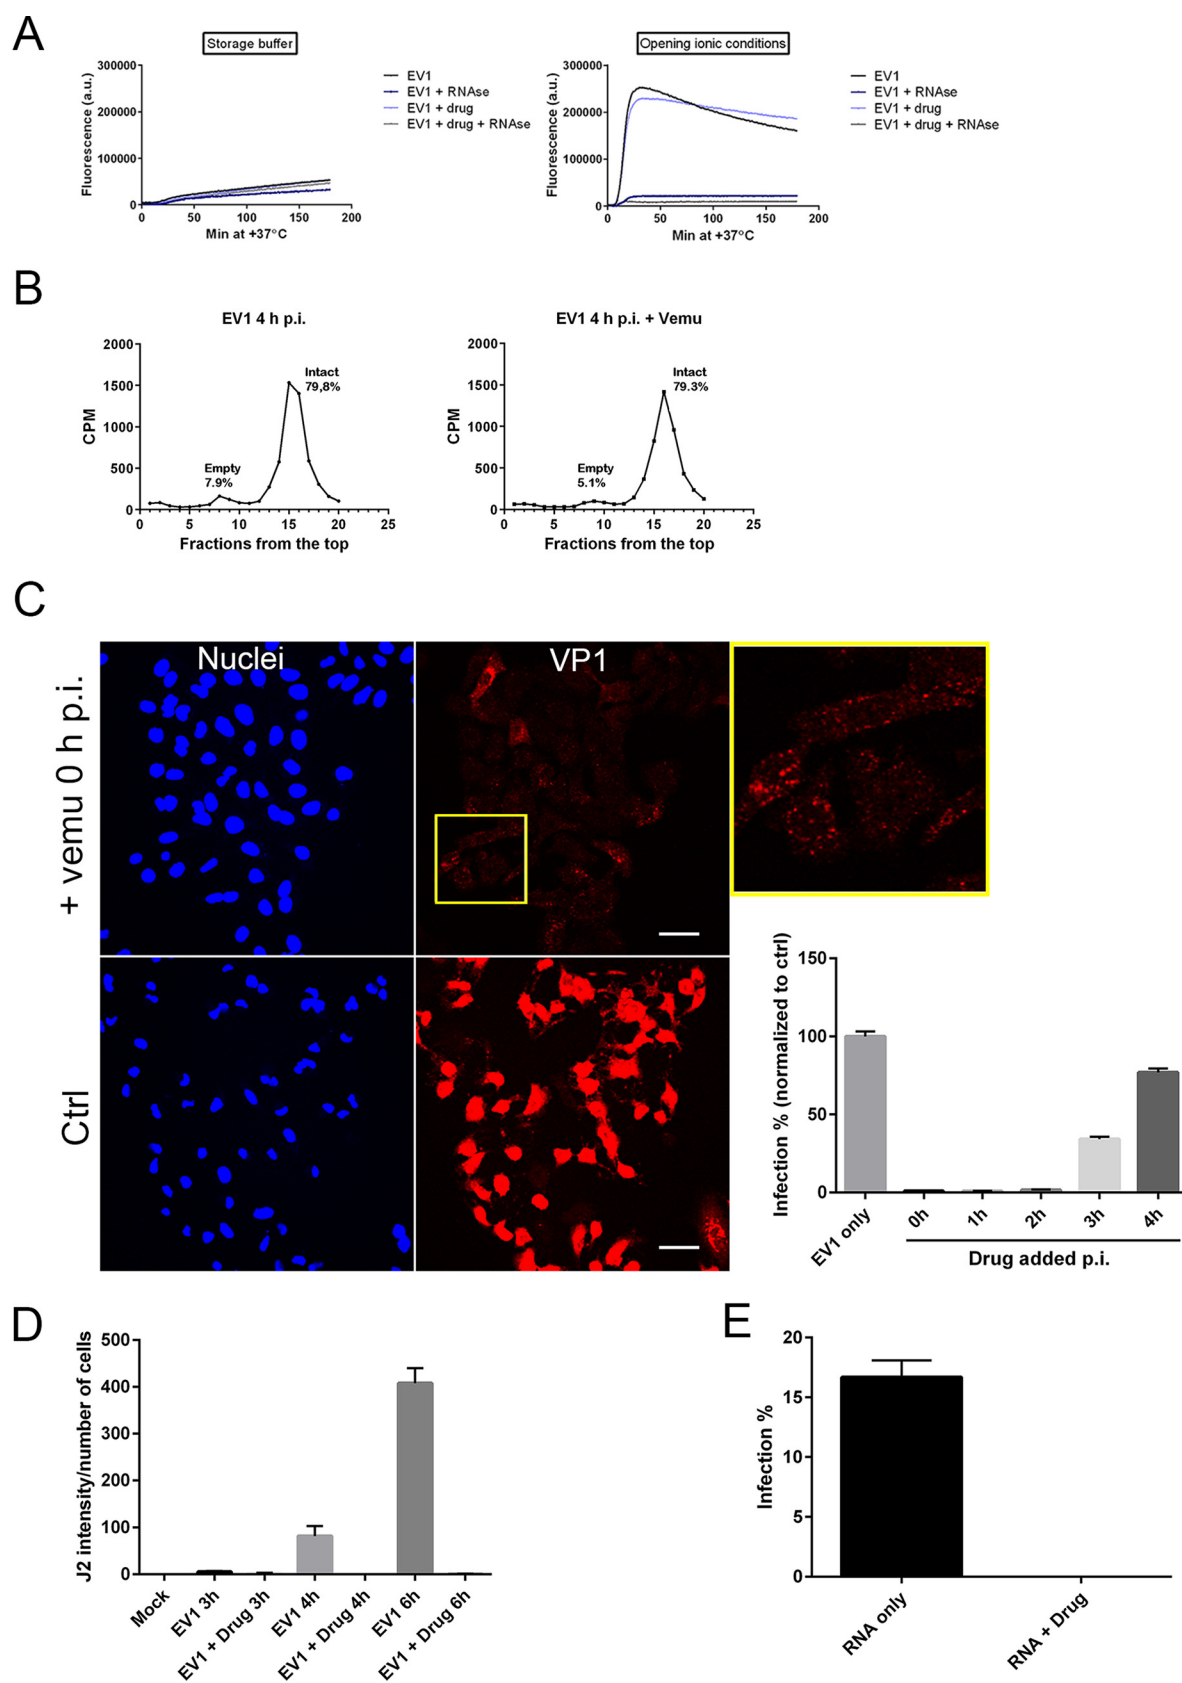 A
Storage buffer
Fluorescence (a.u.)
300000
200000
100000
0
0 50 100 150 200
Min at +37°C
EV1
EV1 + RNAse
EV1 + drug
EV1 + drug + RNAse
Opening ionic conditions
Fluorescence (a.u.)
300000
200000
100000
0
0 50 100 150 200
Min at +37°C
EV1
EV1 + RNAse
EV1 + drug
EV1 + drug + RNAse
B
EV1 4 h p.i.
CPM
2000
1500
1000
500
0
Intact
79,8%
Empty
7.9%
0 5 10 15 20 25
Fractions from the top
EV1 4 h p.i. + Vemu
CPM
2000
1500
1000
500
0
Intact
79.3%
Empty
5.1%
0 5 10 15 20 25
Fractions from the top
C
+ vemu 0 h p.i.
Nuclei
VP1
Ctrl
Infection % (normalized to ctrl)
150
100
50
0
EV1 only
0h
1h
2h
3h
4h
Drug added p.i.
D
J2 intensity/number of cells
500
400
300
200
100
0
Mock
EV1 3h
EV1 + Drug 3h
EV1 4h
EV1 + Drug 4h
EV1 6h
EV1 + Drug 6h
E
Infection %
20
15
10
5
0
RNA only
RNA + Drug